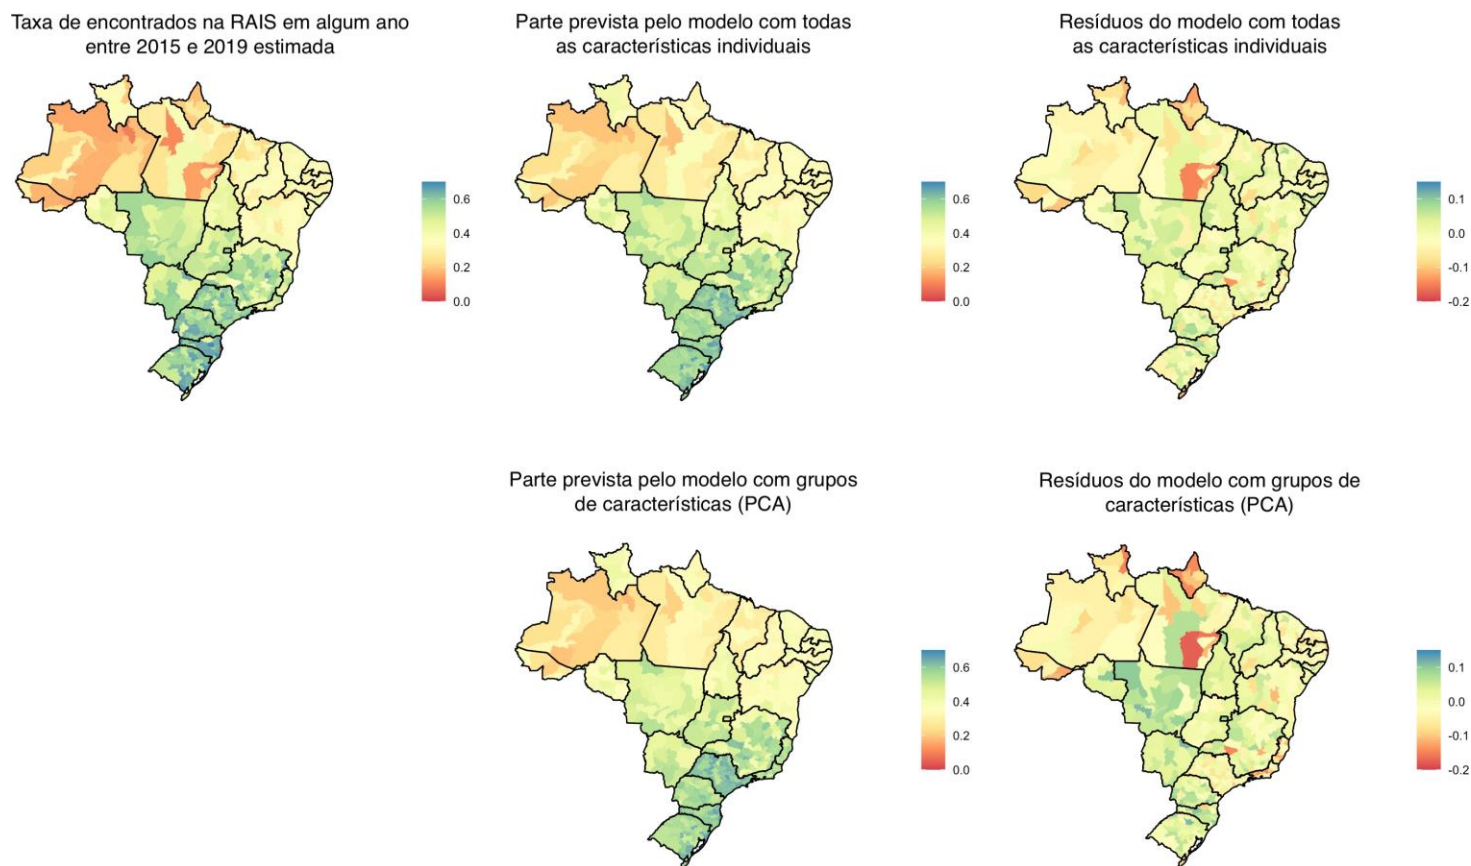 Taxa de encontrados na RAIS em algum ano
entre 2015 e 2019 estimada
Parte prevista pelo modelo com todas
as características individuais
Resíduos do modelo com todas
as características individuais
0.6
0.4
0.2
0.0
0.6
0.4
0.2
0.0
0.1
0.0
-0.1
-0.2
Parte prevista pelo modelo com grupos
de características (PCA)
Resíduos do modelo com grupos de
características (PCA)
0.6
0.4
0.2
0.0
0.1
0.0
-0.1
-0.2